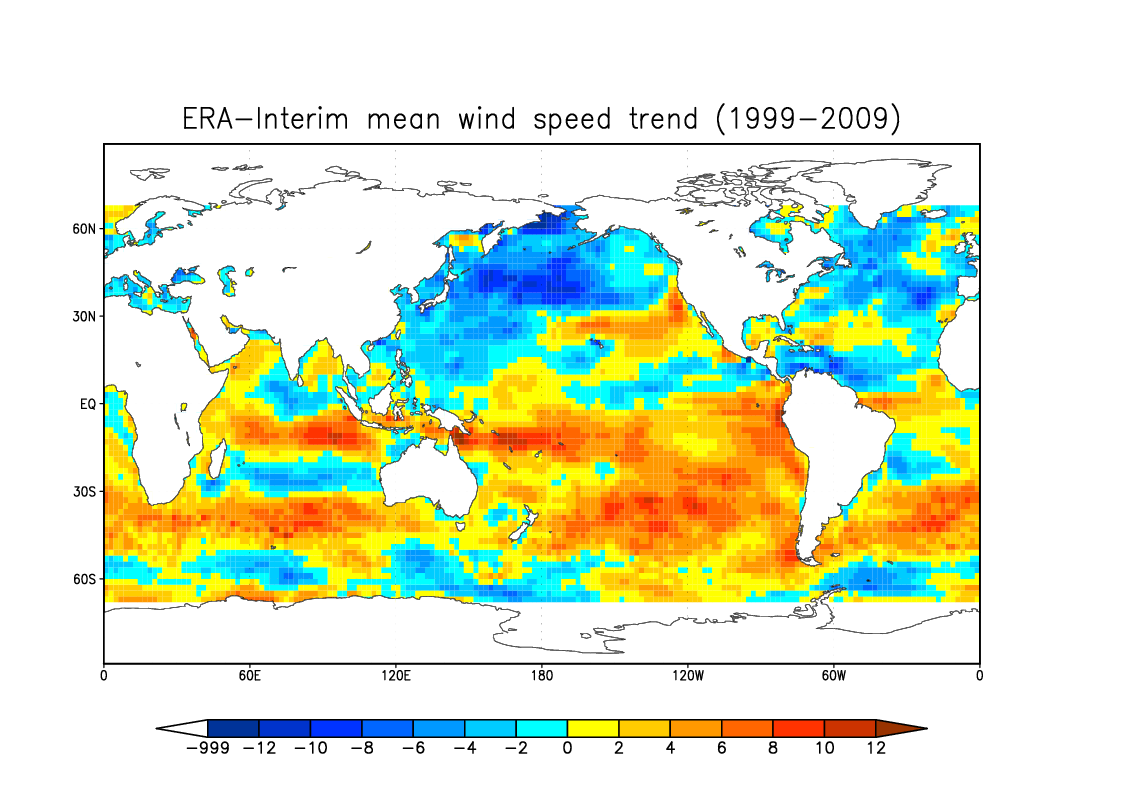 ERA-Interim mean wind speed trend (1999-2009)
60N
30N
EQ
30S
60S
0 60E 120E 180 120W 60W 0
-999 -12 -10 -8 -6 -4 -2 0 2 4 6 8 10 12